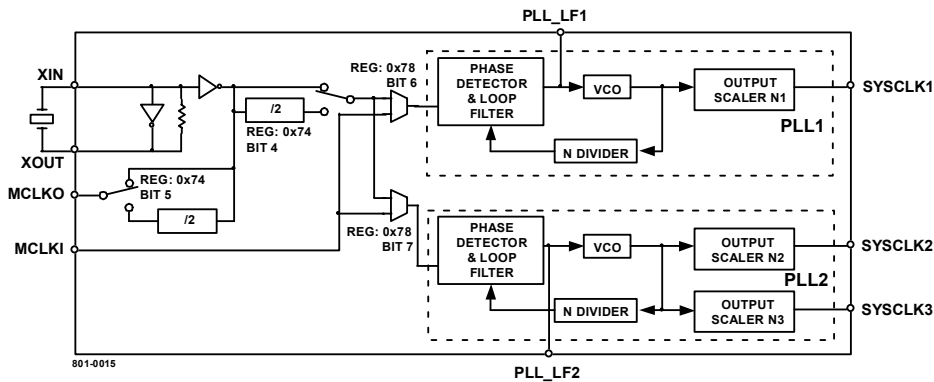 PLL_LF1
XIN
XOUT
MCLKO
MCLKI
REG: 0x74
BIT 5
/2
/2
REG: 0x74
BIT 4
REG: 0x78
BIT 6
REG: 0x78
BIT 7
PHASE
DETECTOR
& LOOP
FILTER
VCO
N DIVIDER
OUTPUT
SCALER N1
PLL1
SYSCLK1
PHASE
DETECTOR
& LOOP
FILTER
VCO
N DIVIDER
OUTPUT
SCALER N2
PLL2
OUTPUT
SCALER N3
SYSCLK2
SYSCLK3
801-0015
PLL_LF2